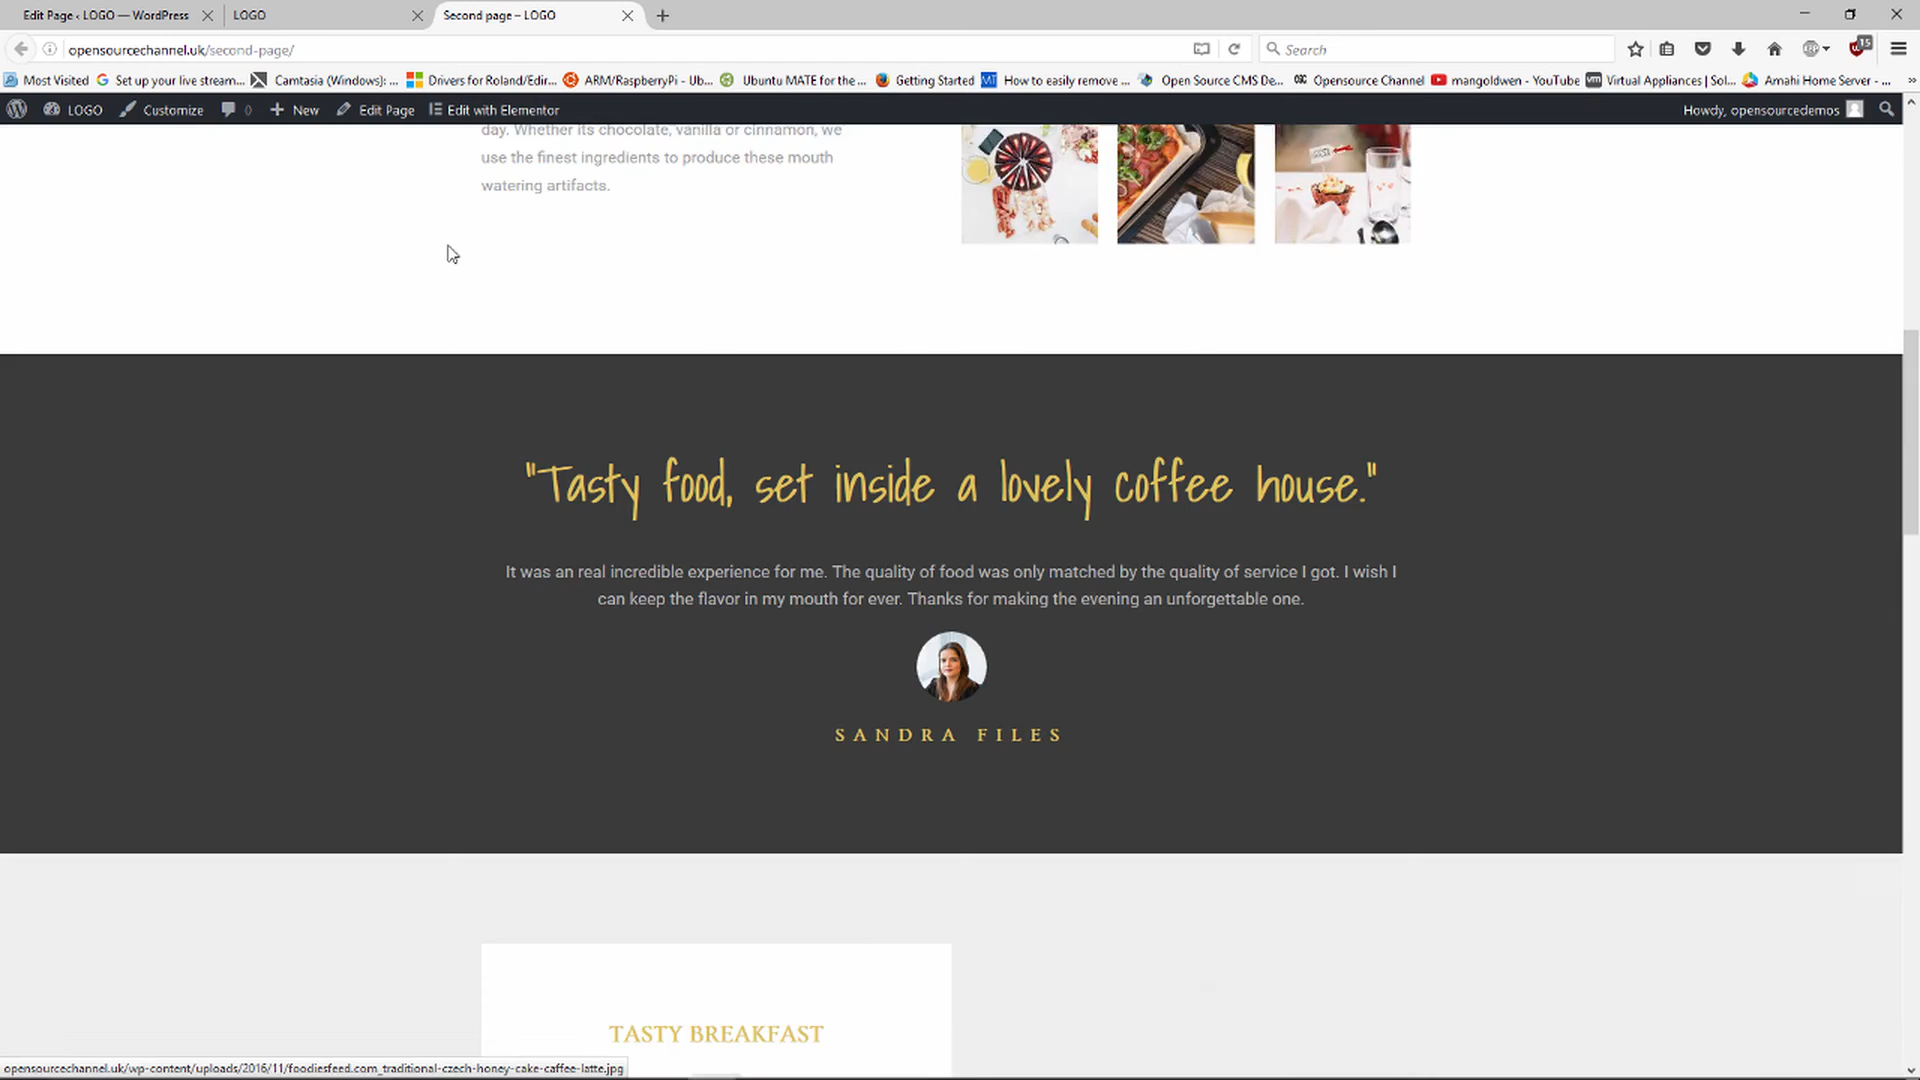 Edit Page ‹ LOGO — WordPress
LOGO
Second page – LOGO
opensourcechannel.uk/second-page/
Search
15
Most Visited
Set up your live stream...
Camtasia (Windows): ...
Drivers for Roland/Edir...
ARM/RaspberryPi - Ub...
Ubuntu MATE for the ...
Getting Started
How to easily remove ...
Open Source CMS De...
Opensource Channel
mangoldwen - YouTube
Virtual Appliances | Sol...
Amahi Home Server - ...
LOGO
Customize
0
New
Edit Page
Edit with Elementor
Howdy, opensourcedemos
day. Whether its chocolate, vanilla or cinnamon, we
use the finest ingredients to produce these mouth
watering artifacts.
"Tasty food, set inside a lovely coffee house."
It was an real incredible experience for me. The quality of food was only matched by the quality of service I got. I wish I
can keep the flavor in my mouth for ever. Thanks for making the evening an unforgettable one.
SANDRA FILES
TASTY BREAKFAST
opensourcechannel.uk/wp-content/uploads/2016/11/foodiesfeed.com_traditional-czech-honey-cake-caffee-latte.jpg